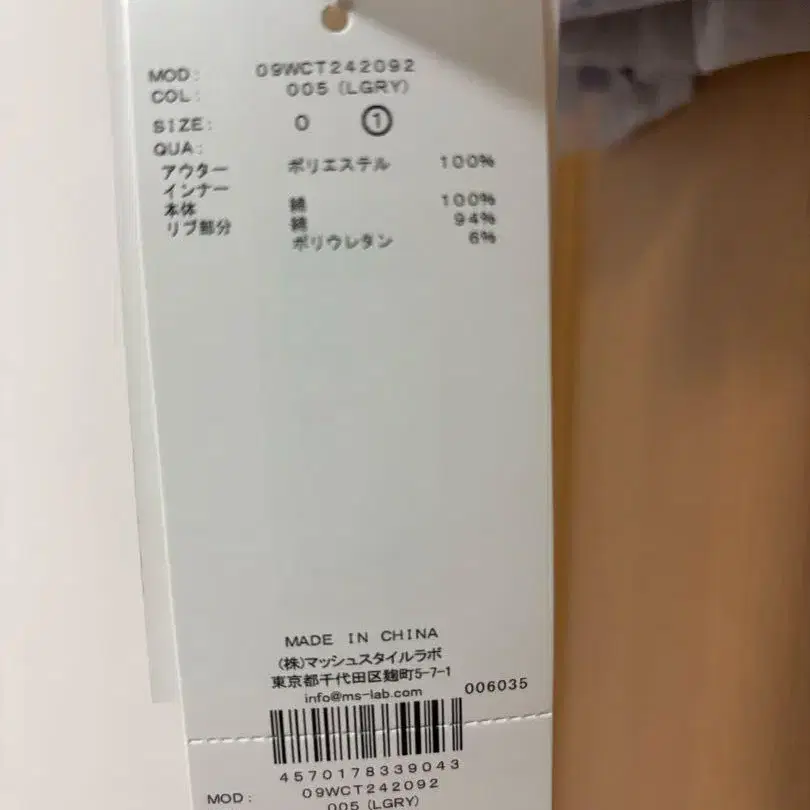 MOD: 09WCT242092
COL: 005 (LGRY)
SIZE: 0 1
QUA:
アウター ポリエステル 100%
インナー
本体 綿 100%
リブ部分 綿 94%
ポリウレタン 6%
MADE IN CHINA
(株)マッシュスタイルラボ
東京都千代田区麹町5-7-1
info@ms-lab.com 006035
4570178339043
MOD: 09WCT242092
005 (LGRY)